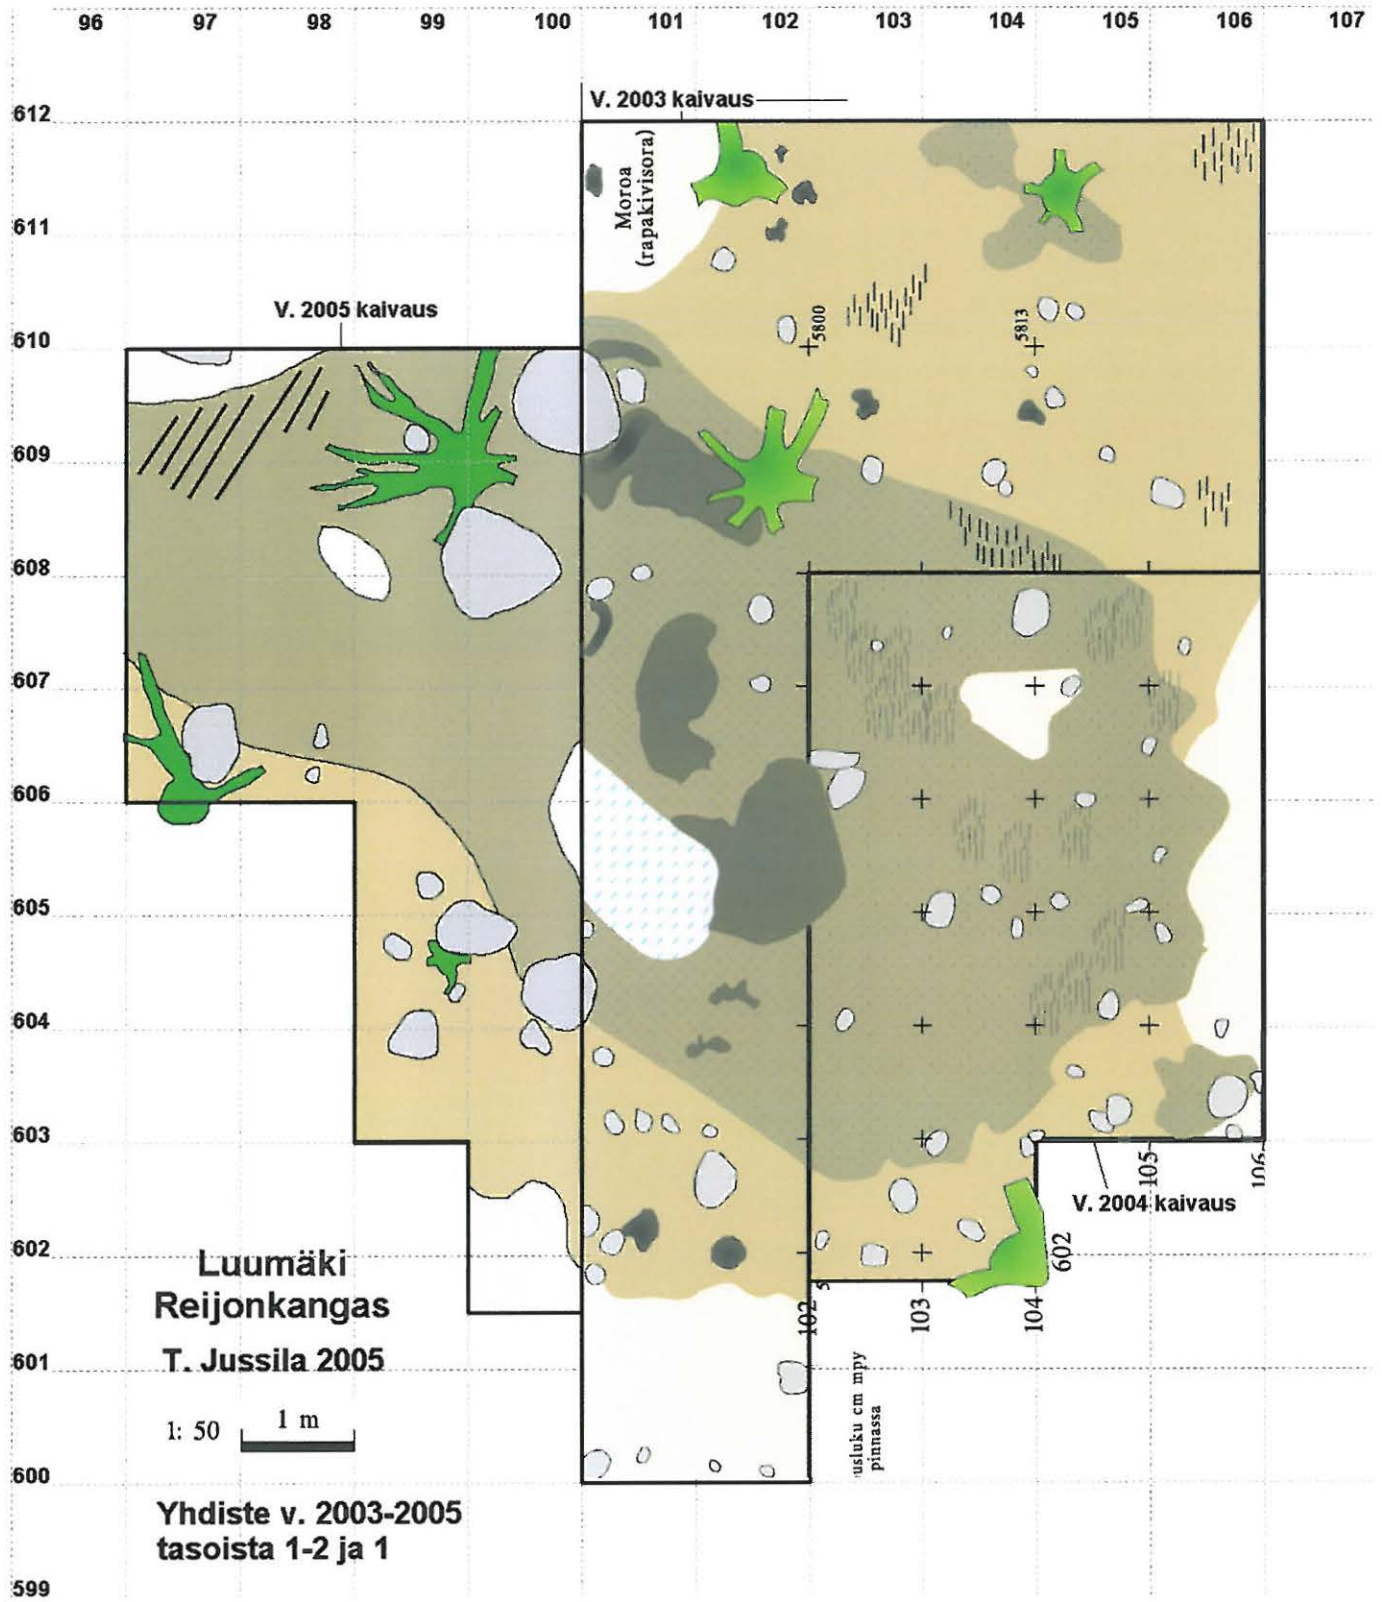 96 97 98 99 100 101 102 103 104 105 106 107
V. 2003 kaivaus
612
Moroa
(rapakivisora)
611
V. 2005 kaivaus
5800
5813
610
609
608
607
606
605
604
603
105
V. 2004 kaivaus
602
602
Luumäki
Reijonkangas
102
103
104
T. Jussila 2005
601
1: 50
1 m
usluku cm mpy
pinnassa
600
Yhdiste v. 2003-2005
tasoista 1-2 ja 1
599